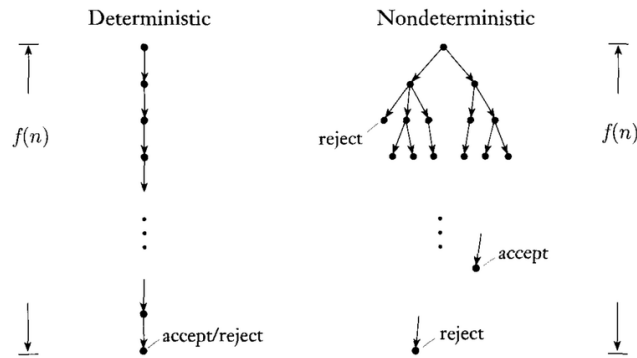 Deterministic
Nondeterministic
f(n)
reject
f(n)
accept
accept/reject
reject